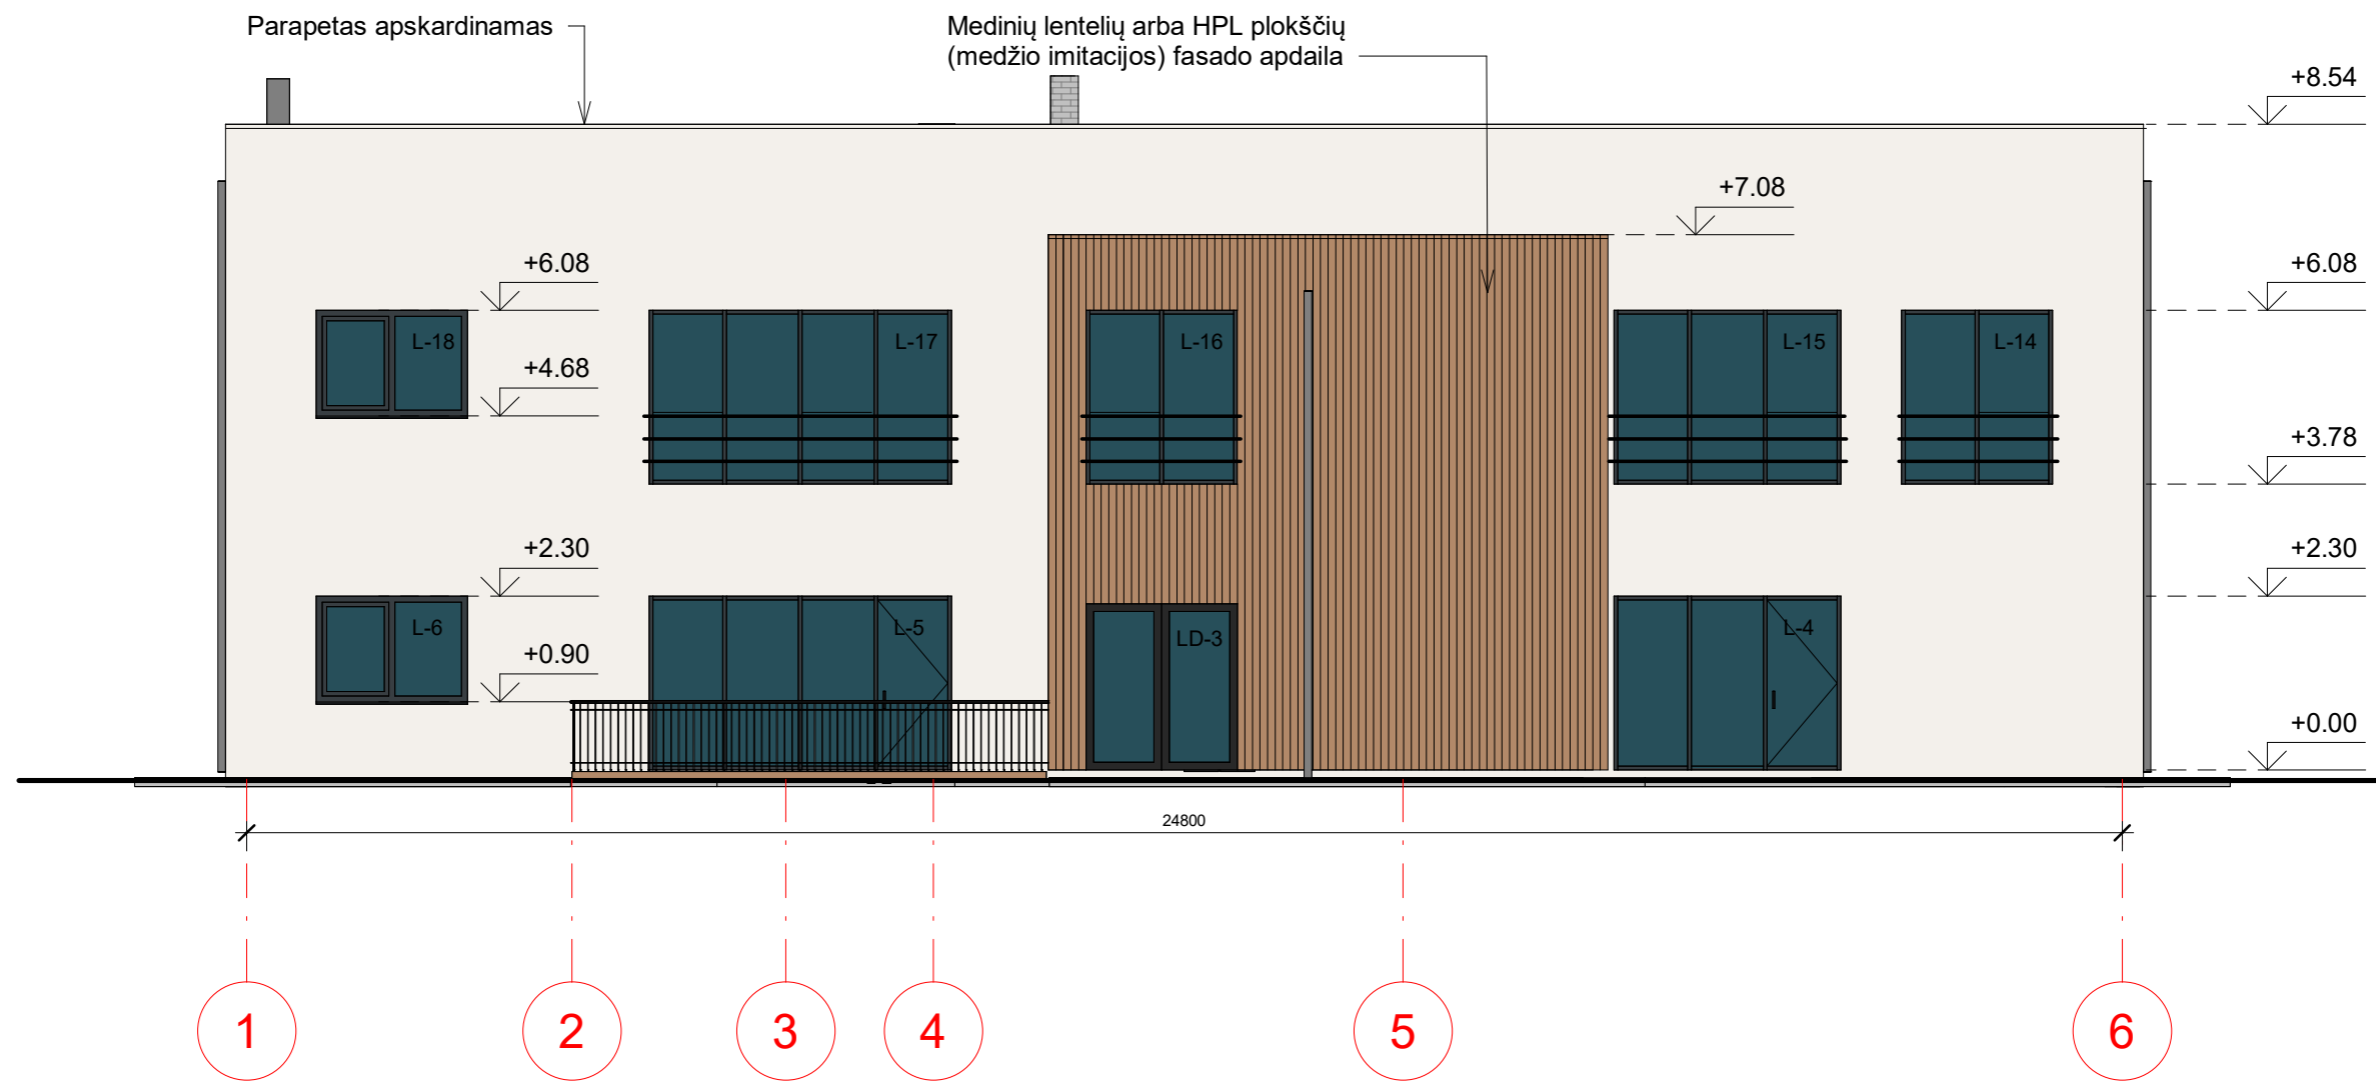 Parapetas apskardinamas
Medinių lentelių arba HPL plokščių
(medžio imitacijos) fasado apdaila
+8.54
+7.08
+6.08
+6.08
L-18
L-17
L-16
L-15
L-14
+4.68
+3.78
+2.30
+2.30
L-6
L-5
LD-3
L-4
+0.90
+0.00
24800
1
2
3
4
5
6